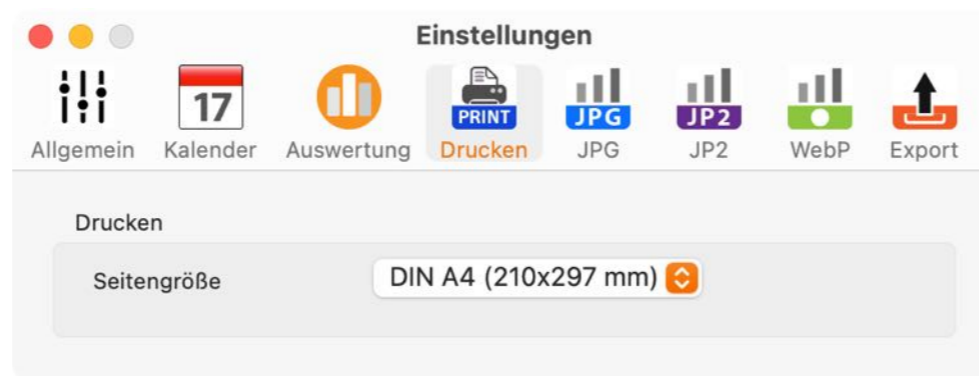 Einstellungen
17
PRINT
JPG
JP2
Allgemein Kalender Auswertung Drucken JPG JP2 WebP Export
Drucken
Seitengröße DIN A4 (210x297 mm)